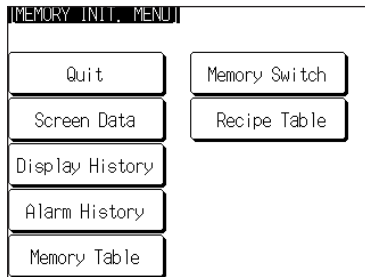 [MEMORY INIT. MENU]
Quit
Memory Switch
Screen Data
Recipe Table
Display History
Alarm History
Memory Table